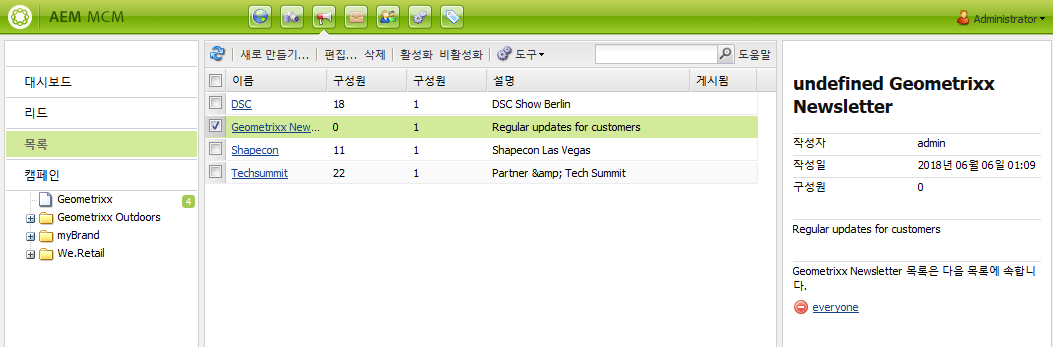 AEM MCM
Administrator
대시보드
리드
목록
캠페인
Geometrixx
4
Geometrixx Outdoors
myBrand
We.Retail
새로 만들기... 편집... 삭제 활성화 비활성화 도구 도움말
이름 구성원 구성원 설명 게시됨
DSC 18 1 DSC Show Berlin
Geometrixx New... 0 1 Regular updates for customers
Shapecon 11 1 Shapecon Las Vegas
Techsummit 22 1 Partner &amp; Tech Summit
undefined Geometrixx
Newsletter
작성자 admin
작성일 2018년 06월 06일 01:09
구성원 0
Regular updates for customers
Geometrixx Newsletter 목록은 다음 목록에 속합니
다.
everyone